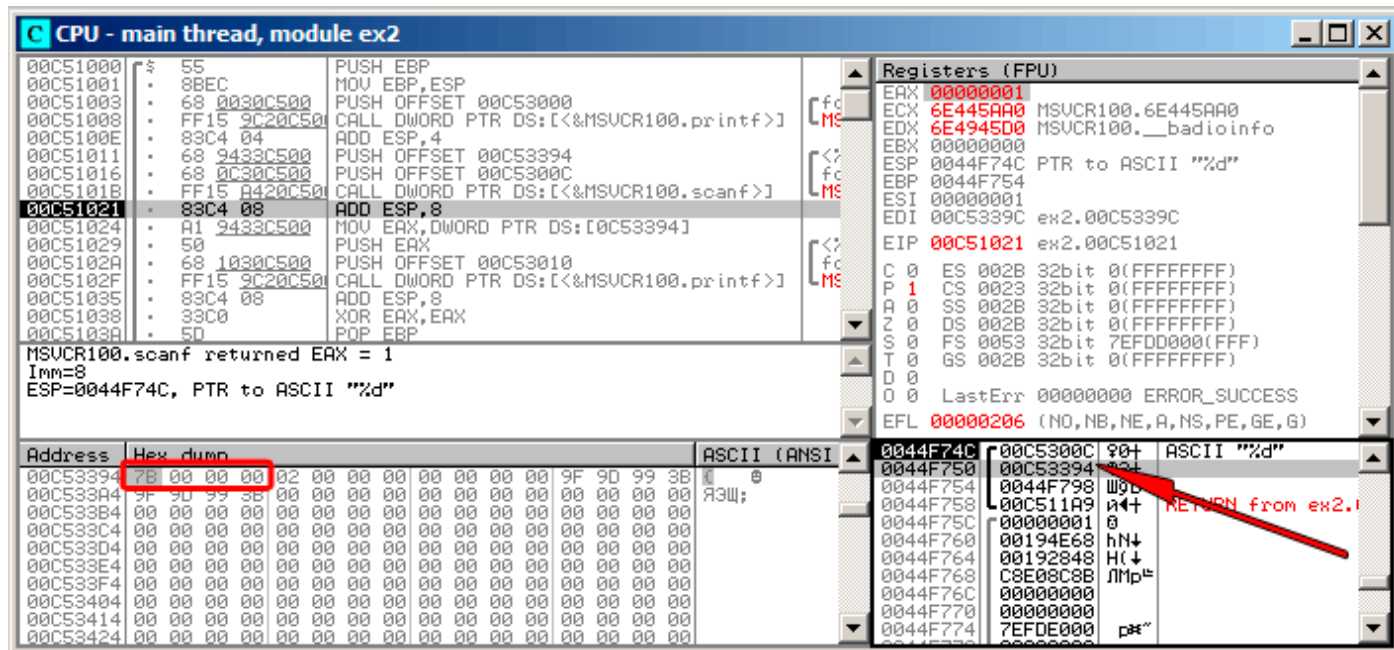 CPU - main thread, module ex2
00C51000 $ 55 PUSH EBP
00C51001 . 8BEC MOV EBP,ESP
00C51003 . 68 0030C500 PUSH OFFSET 00C53000
00C51008 . FF15 9C20C50 CALL DWORD PTR DS:[<&MSVCR100.printf>]
00C5100E . 83C4 04 ADD ESP,4
00C51011 . 68 9433C500 PUSH OFFSET 00C53394
00C51016 . 68 0C30C500 PUSH OFFSET 00C5300C
00C5101B . FF15 A420C50 CALL DWORD PTR DS:[<&MSVCR100.scanf>]
00C51021 . 83C4 08 ADD ESP,8
00C51024 . A1 9433C500 MOV EAX,DWORD PTR DS:[0C53394]
00C51029 . 50 PUSH EAX
00C5102A . 68 1030C500 PUSH OFFSET 00C53010
00C5102F . FF15 9C20C50 CALL DWORD PTR DS:[<&MSVCR100.printf>]
00C51035 . 83C4 08 ADD ESP,8
00C51038 . 33C0 XOR EAX,EAX
00C5103A . 5D POP EBP
MSVCR100.scanf returned EAX = 1
Imm=8
ESP=0044F74C, PTR to ASCII "%d"
Registers (FPU)
EAX 00000001
ECX 6E445AA0 MSVCR100.6E445AA0
EDX 6E4945D0 MSVCR100.__badioinfo
EBX 00000000
ESP 0044F74C PTR to ASCII "%d"
EBP 0044F754
ESI 00000001
EDI 00C5339C ex2.00C5339C
EIP 00C51021 ex2.00C51021
C 0 ES 002B 32bit 0(FFFFFFFF)
P 1 CS 0023 32bit 0(FFFFFFFF)
A 0 SS 002B 32bit 0(FFFFFFFF)
Z 0 DS 002B 32bit 0(FFFFFFFF)
S 0 FS 0053 32bit 7EFDD000(FFF)
T 0 GS 002B 32bit 0(FFFFFFFF)
D 0
O 0 LastErr 00000000 ERROR_SUCCESS
EFL 00000206 (NO,NB,NE,A,NS,PE,GE,G)
Address Hex dump ASCII (ANSI
00C53394 7B 00 00 00 02 00 00 00 00 00 00 00 9F 9D 99 3B {
00C533A4 9F 9D 99 3B 00 00 00 00 00 00 00 00 00 00 00 00 ЯЭЩ;
00C533B4 00 00 00 00 00 00 00 00 00 00 00 00 00 00 00 00
00C533C4 00 00 00 00 00 00 00 00 00 00 00 00 00 00 00 00
00C533D4 00 00 00 00 00 00 00 00 00 00 00 00 00 00 00 00
00C533E4 00 00 00 00 00 00 00 00 00 00 00 00 00 00 00 00
00C533F4 00 00 00 00 00 00 00 00 00 00 00 00 00 00 00 00
00C53404 00 00 00 00 00 00 00 00 00 00 00 00 00 00 00 00
00C53414 00 00 00 00 00 00 00 00 00 00 00 00 00 00 00 00
00C53424 00 00 00 00 00 00 00 00 00 00 00 00 00 00 00 00
0044F74C 00C5300C ASCII "%d"
0044F750 00C53394
0044F754 0044F798
0044F758 00C511A9 RETURN from ex2.
0044F75C 00000001
0044F760 00194E68 hN↓
0044F764 00192848 H(↓
0044F768 C8E08C8B
0044F76C 00000000
0044F770 00000000
0044F774 7EFDE000